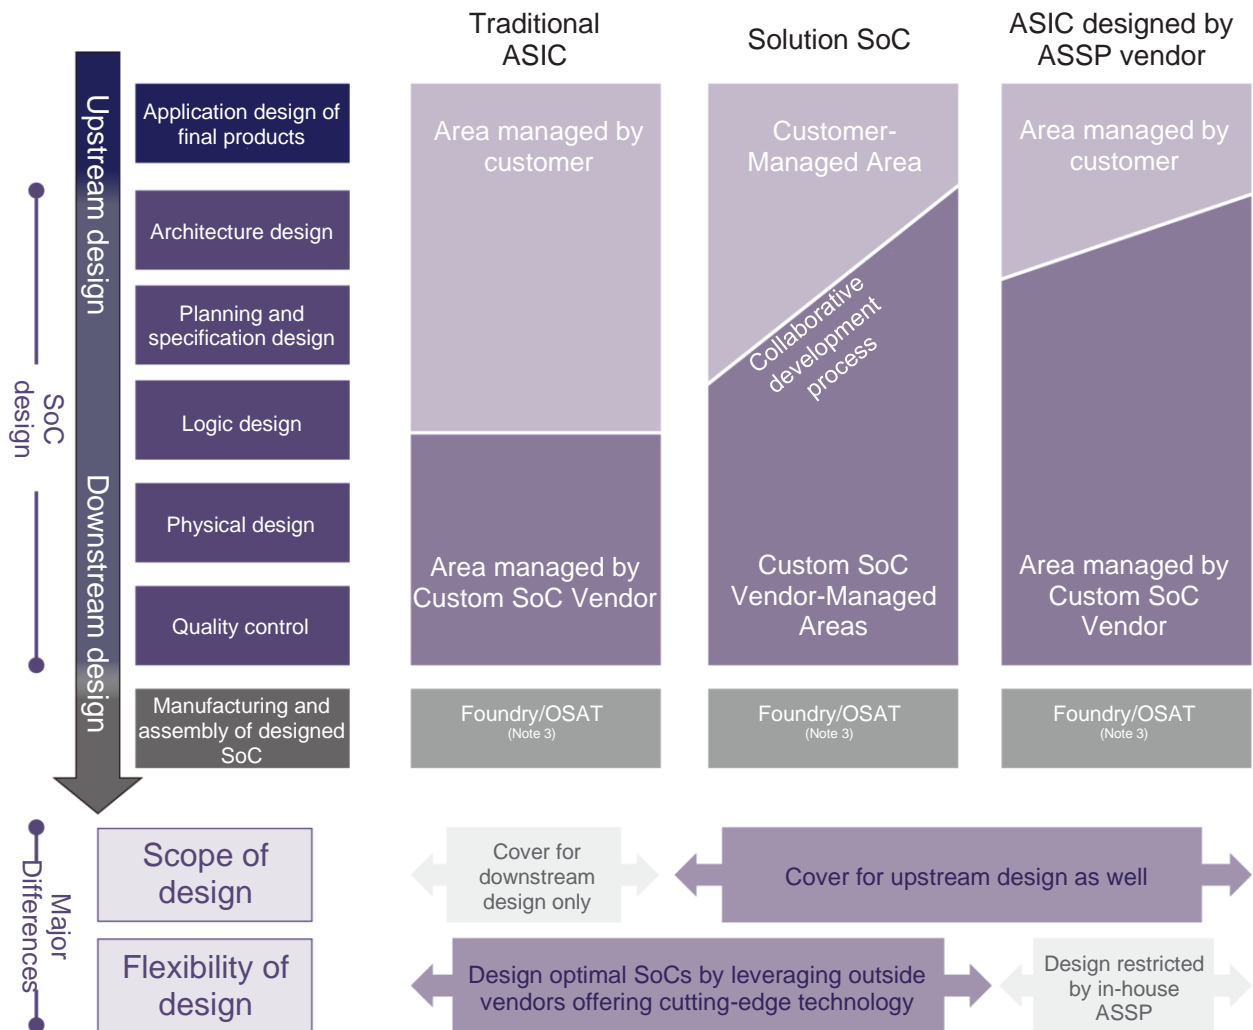 Traditional
ASIC
Solution SoC
ASIC designed by
ASSP vendor
Upstream design
Downstream design
SoC
design
Application design of
final products
Architecture design
Planning and
specification design
Logic design
Physical design
Quality control
Manufacturing and
assembly of designed
SoC
Area managed by
customer
Area managed by
Custom SoC Vendor
Foundry/OSAT
(Note 3)
Customer-
Managed Area
Collaborative
development
process
Custom SoC
Vendor-Managed
Areas
Foundry/OSAT
(Note 3)
Area managed by
customer
Area managed by
Custom SoC
Vendor
Foundry/OSAT
(Note 3)
Major
Differences
Scope of
design
Cover for
downstream
design only
Cover for upstream design as well
Flexibility of
design
Design optimal SoCs by leveraging outside
vendors offering cutting-edge technology
Design restricted
by in-house
ASSP